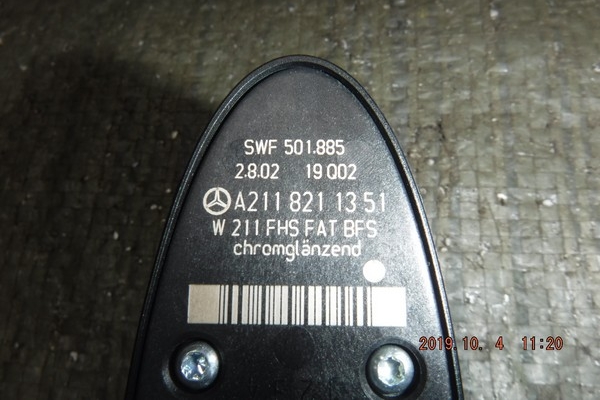 SWF 501.885
2.8.02 19 002
A211 821 13 51
W 211 FHS FAT BFS
chromglänzend
2019.10. 4 11:20